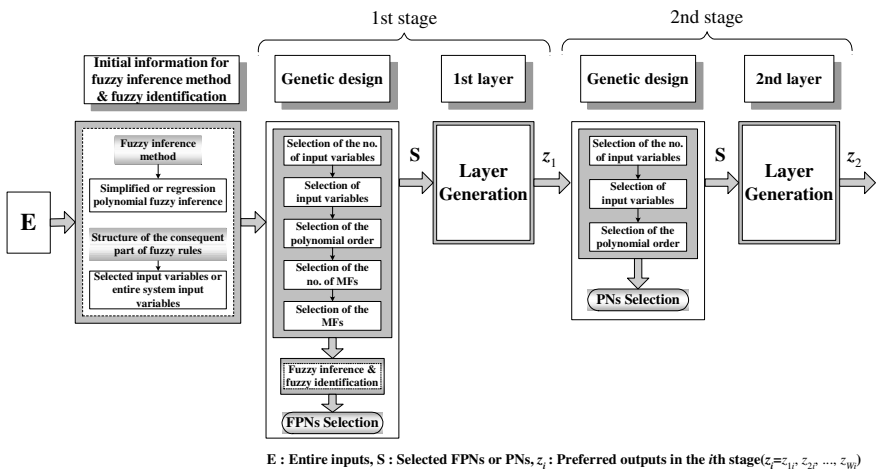 1st stage
2nd stage
Initial information for
fuzzy inference method
& fuzzy identification
Genetic design
1st layer
Genetic design
2nd layer
E
Fuzzy inference
method
Simplified or regression
polynomial fuzzy inference
Structure of the consequent
part of fuzzy rules
Selected input variables or
entire system input
variables
Selection of the no.
of input variables
Selection of
input variables
Selection of the
polynomial order
Selection of the
no. of MFs
Selection of the
MFs
Fuzzy inference &
fuzzy identification
FPNs Selection
S
Layer
Generation
z1
Selection of the no.
of input variables
Selection of
input variables
Selection of the
polynomial order
PNs Selection
S
Layer
Generation
z2
E : Entire inputs, S : Selected FPNs or PNs, zi : Preferred outputs in the ith stage(zi=z1i, z2i, ..., zWi)